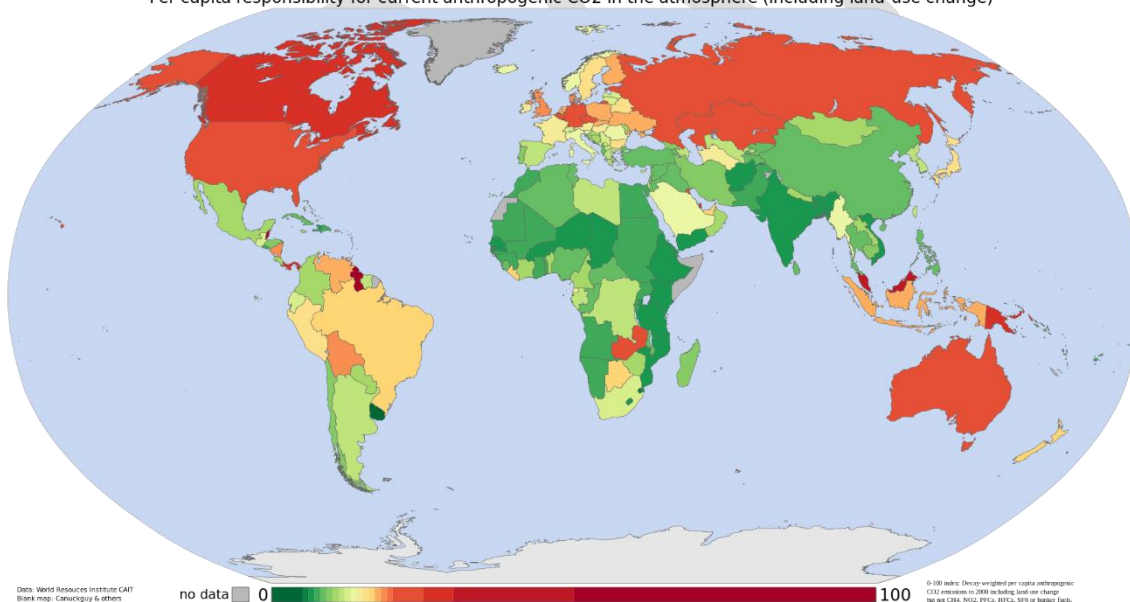 Per capita responsibility for current anthropogenic CO2 in the atmosphere (including land-use change)
Data: World Resouces Institute CAIT
Blank map: Canuckguy & others
no data 0 100
0-100 index: Decay-weighted per capita anthropogenic
CO2 emissions to 2000 including land-use change
but not CH4, NO2, PFCs, HFCs, SF6 or bunker fuels.